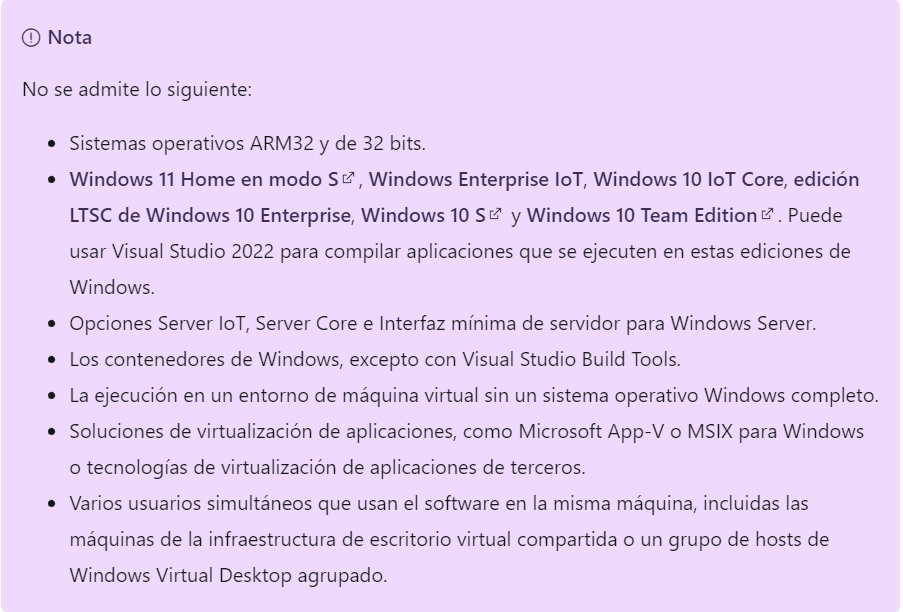 Nota
No se admite lo siguiente:
• Sistemas operativos ARM32 y de 32 bits.
• Windows 11 Home en modo S, Windows Enterprise IoT, Windows 10 IoT Core, edición
LTSC de Windows 10 Enterprise, Windows 10 S y Windows 10 Team Edition. Puede
usar Visual Studio 2022 para compilar aplicaciones que se ejecuten en estas ediciones de
Windows.
• Opciones Server IoT, Server Core e Interfaz mínima de servidor para Windows Server.
• Los contenedores de Windows, excepto con Visual Studio Build Tools.
• La ejecución en un entorno de máquina virtual sin un sistema operativo Windows completo.
• Soluciones de virtualización de aplicaciones, como Microsoft App-V o MSIX para Windows
o tecnologías de virtualización de aplicaciones de terceros.
• Varios usuarios simultáneos que usan el software en la misma máquina, incluidas las
máquinas de la infraestructura de escritorio virtual compartida o un grupo de hosts de
Windows Virtual Desktop agrupado.